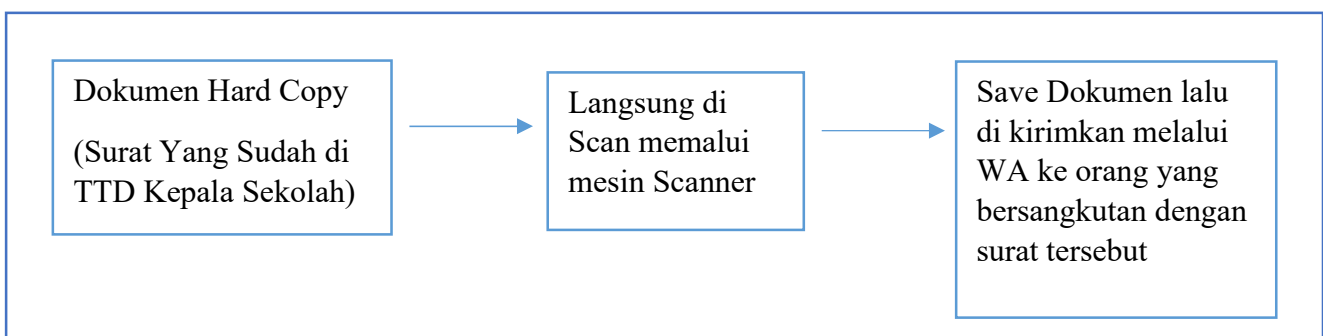 Dokumen Hard Copy
(Surat Yang Sudah di
TTD Kepala Sekolah)
Langsung di
Scan memalui
mesin Scanner
Save Dokumen lalu
di kirimkan melalui
WA ke orang yang
bersangkutan dengan
surat tersebut